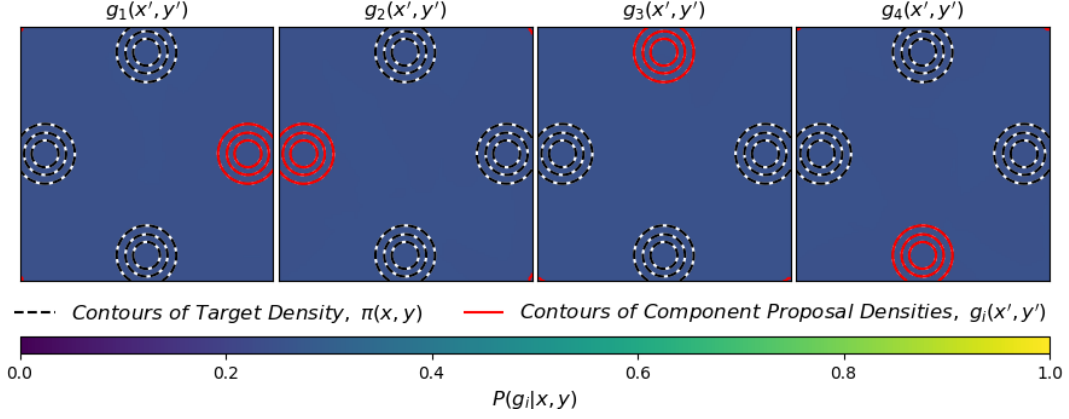 g₁(x′, y′) g₂(x′, y′) g₃(x′, y′) g₄(x′, y′)
Contours of Target Density, π(x, y) Contours of Component Proposal Densities, gᵢ(x′, y′)
0.0 0.2 0.4 0.6 0.8 1.0
P(gᵢ|x, y)